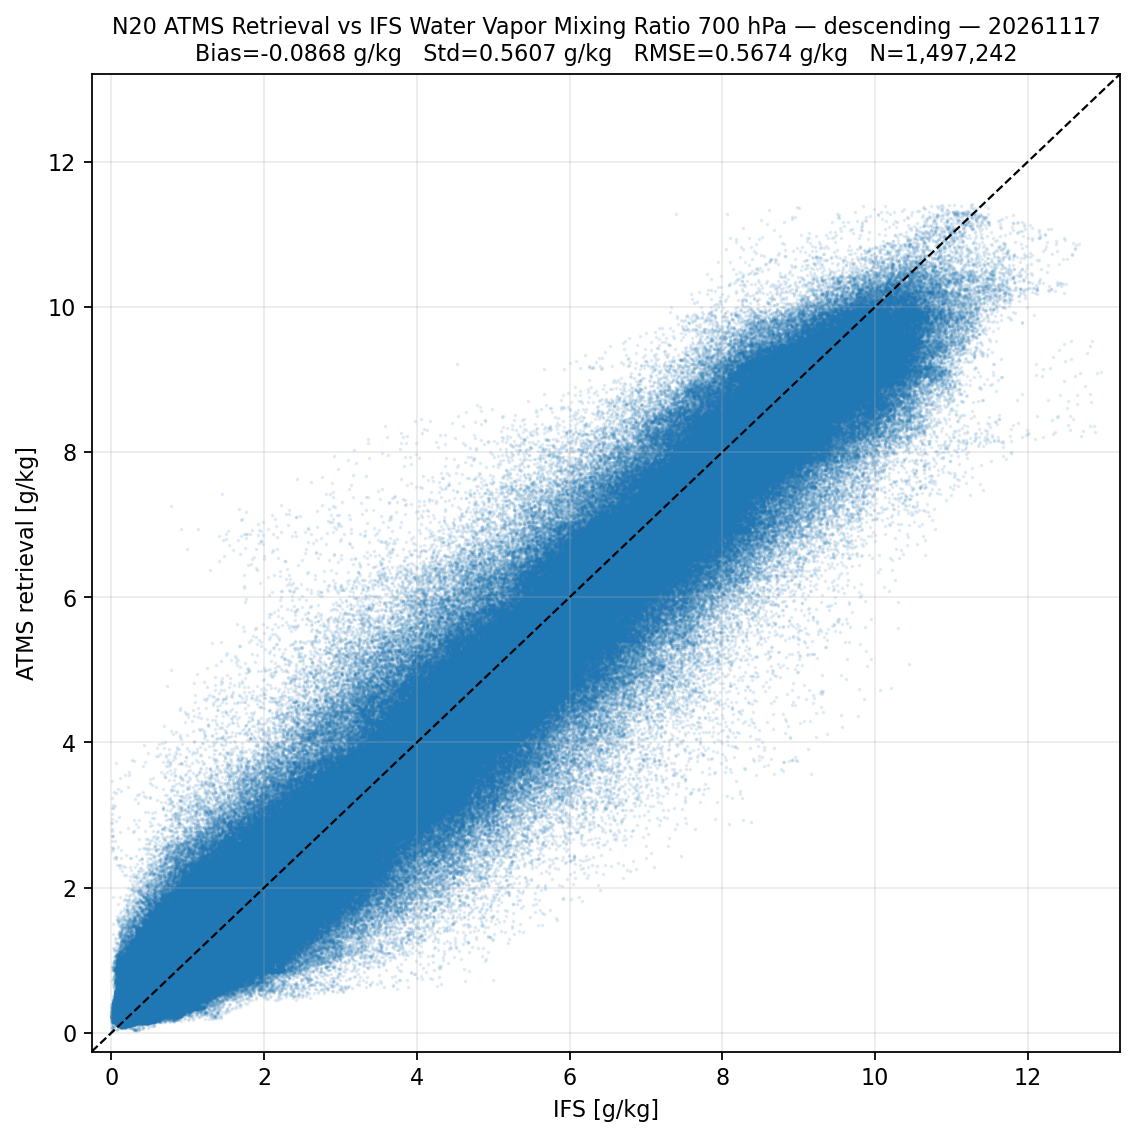 N20 ATMS Retrieval vs IFS Water Vapor Mixing Ratio 700 hPa — descending — 20261117
Bias=-0.0868 g/kg   Std=0.5607 g/kg   RMSE=0.5674 g/kg   N=1,497,242
12
10
8
6
4
2
0
ATMS retrieval [g/kg]
0 2 4 6 8 10 12
IFS [g/kg]